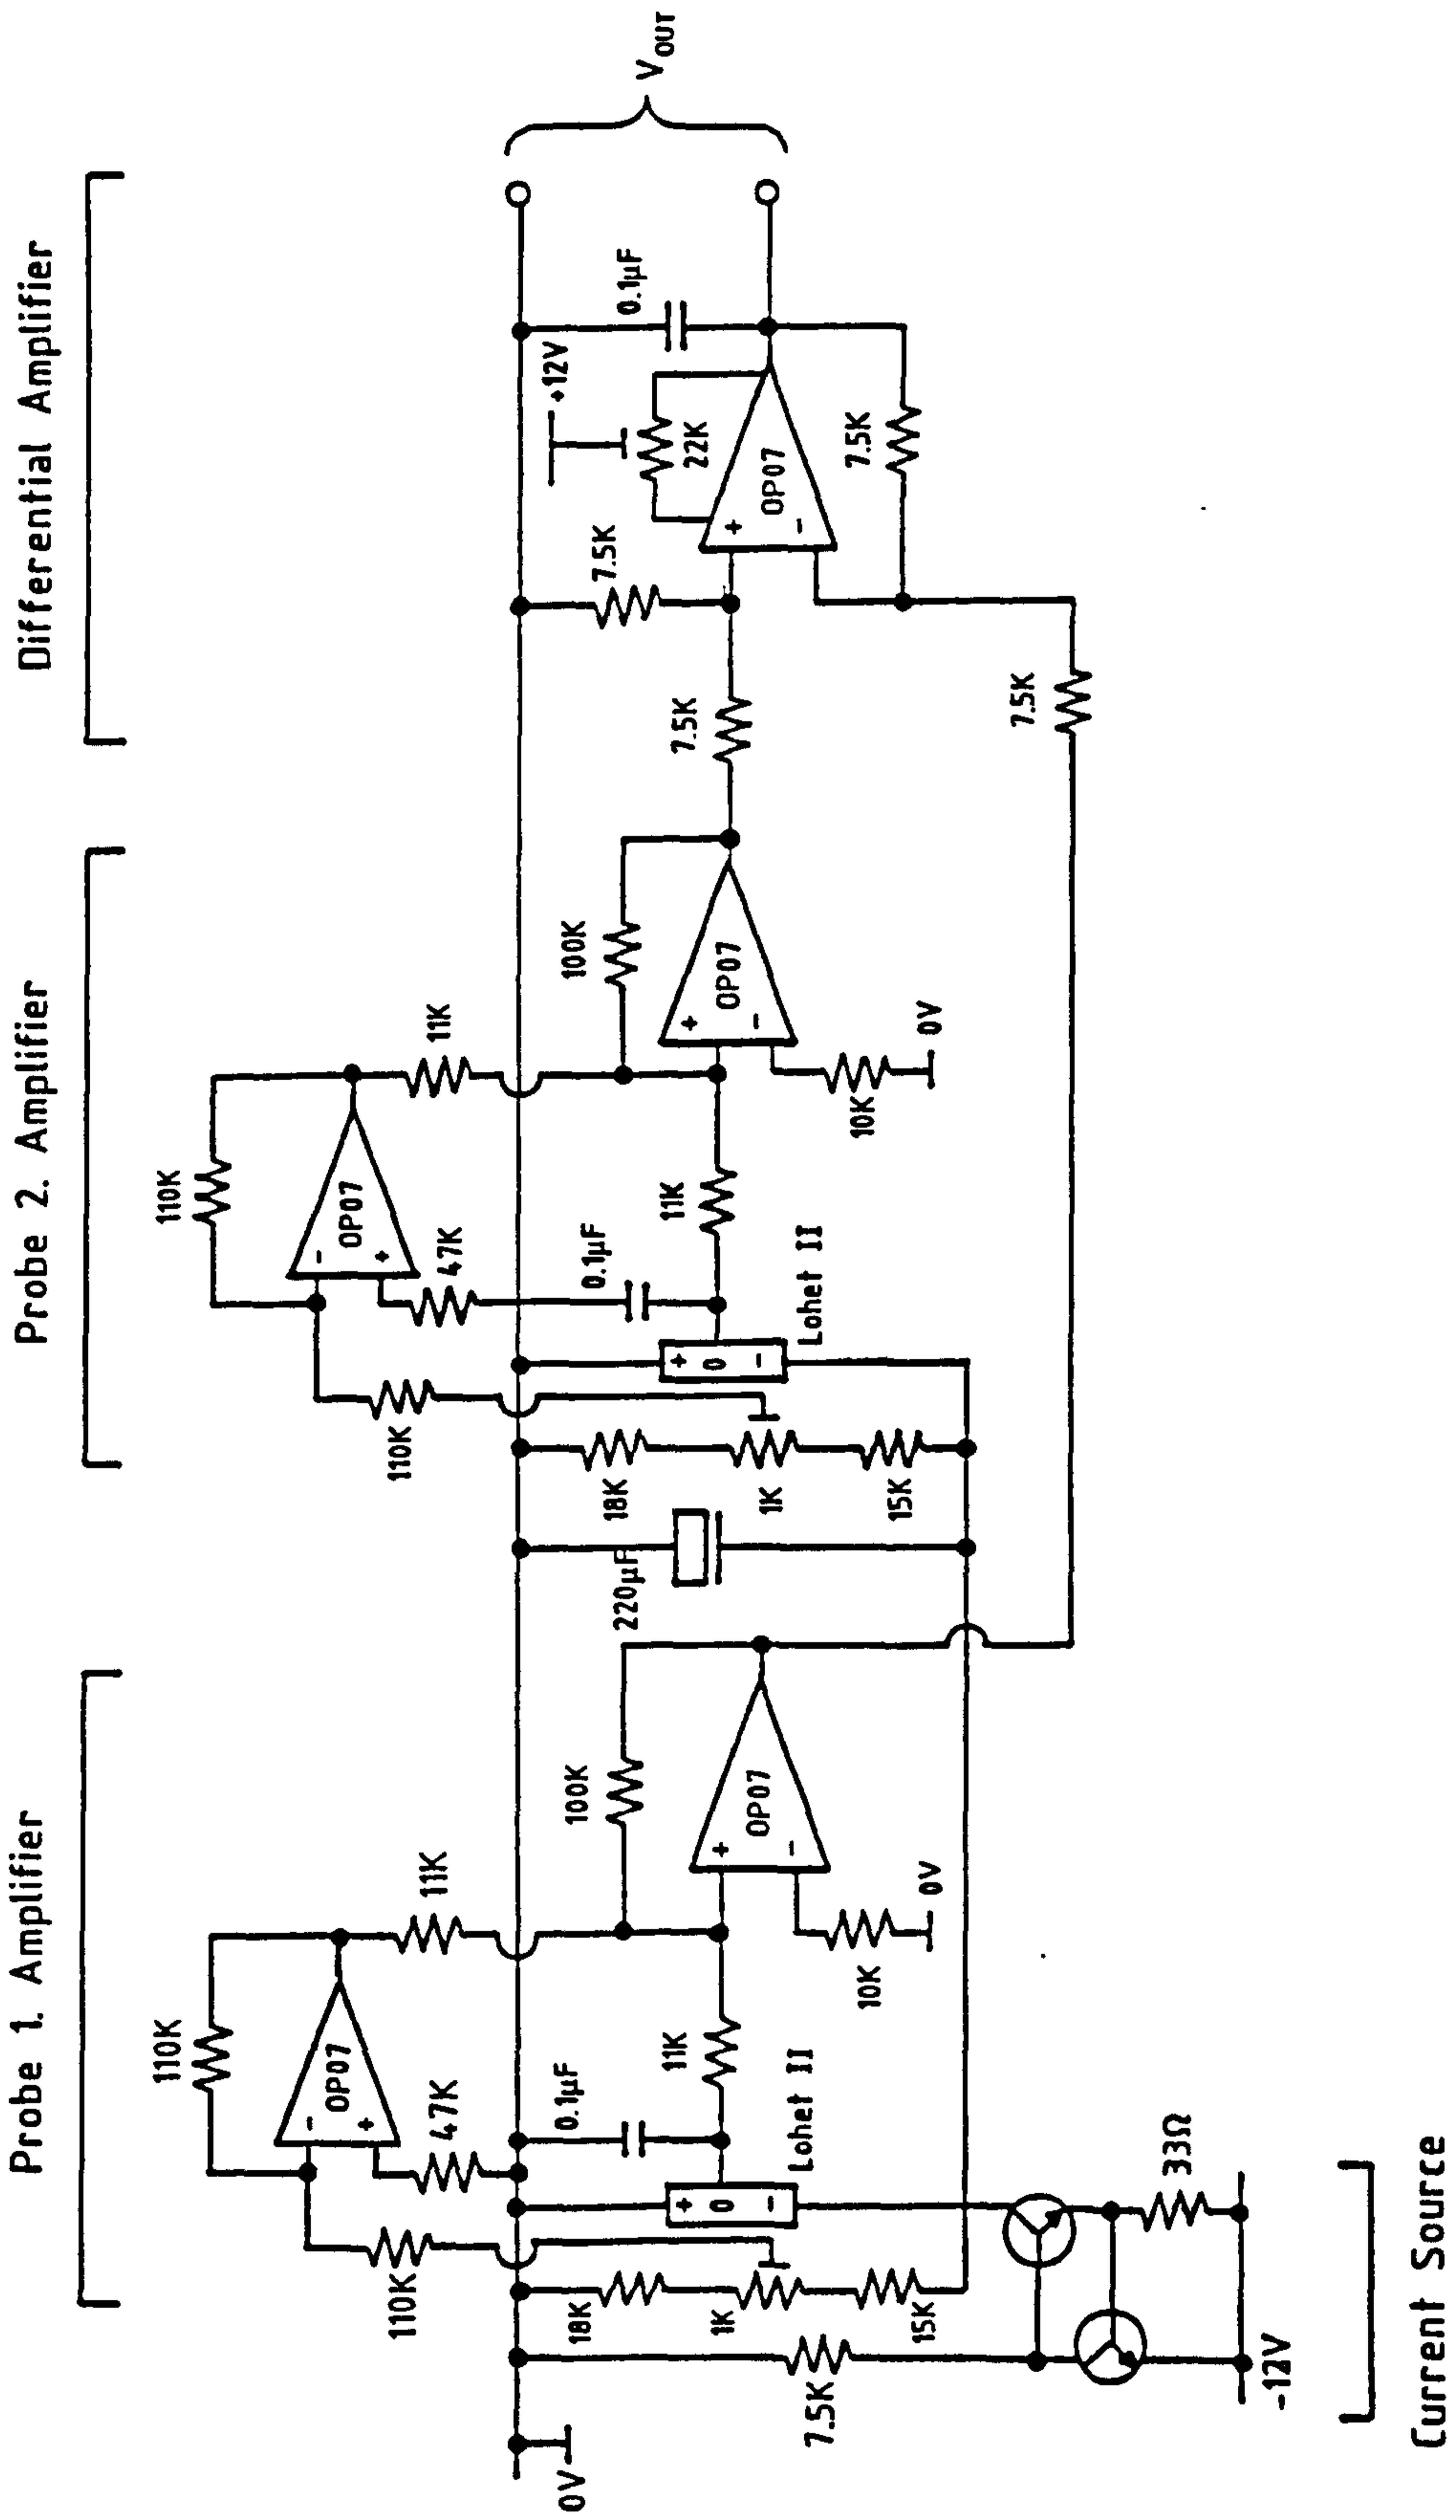 Probe 1. Amplifier
Probe 2. Amplifier
Differential Amplifier
110K
110K
-
+
OP07
47K
11K
0V
18K
1K
15K
7.5K
0.1µF
+
0
-
Lohet II
11K
100K
+
-
OP07
10K
0V
33Ω
-12V
Current Source
220µF
110K
110K
-
+
OP07
47K
11K
18K
1K
15K
0.1µF
+
0
-
Lohet II
11K
100K
+
-
OP07
10K
0V
7.5K
7.5K
7.5K
+
-
OP07
22K
+12V
7.5K
0.1µF
VOUT